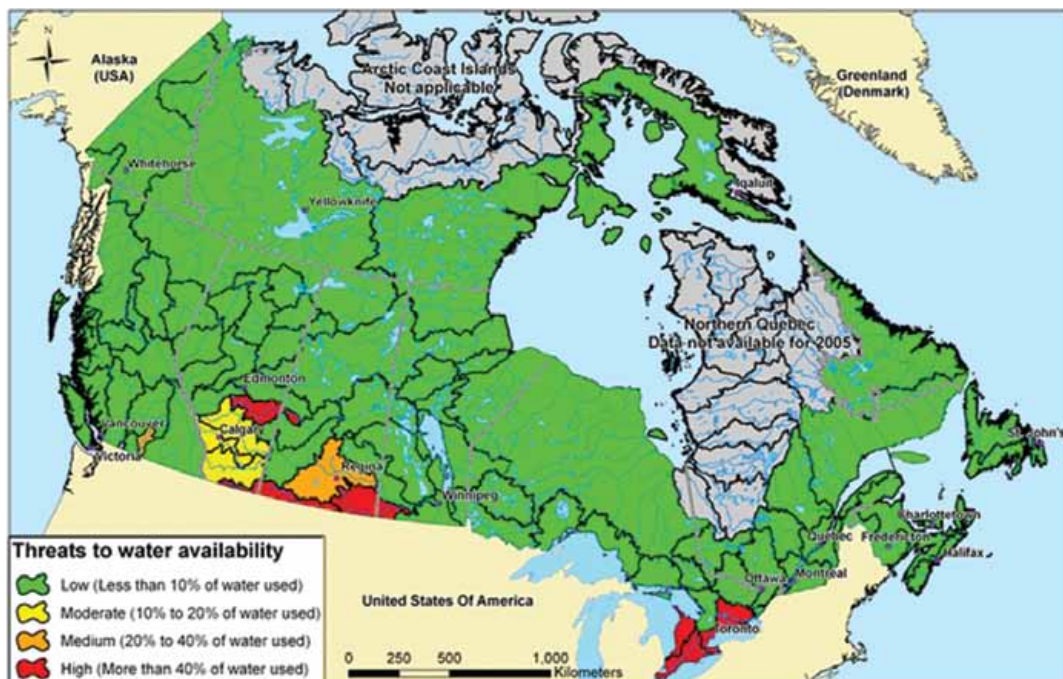 N
Alaska
(USA)
Arctic Coast Islands
Not applicable
Greenland
(Denmark)
Whitehorse
Iqaluit
Yellowknife
Northern Quebec
Data not available for 2005
Edmonton
Vancouver
Calgary
St. John's
Victoria
Regina
Winnipeg
Charlottetown
Quebec
Fredericton
Halifax
Ottawa
Montreal
Toronto
United States Of America
Threats to water availability
Low (Less than 10% of water used)
Moderate (10% to 20% of water used)
Medium (20% to 40% of water used)
High (More than 40% of water used)
0 250 500 1,000
Kilometers